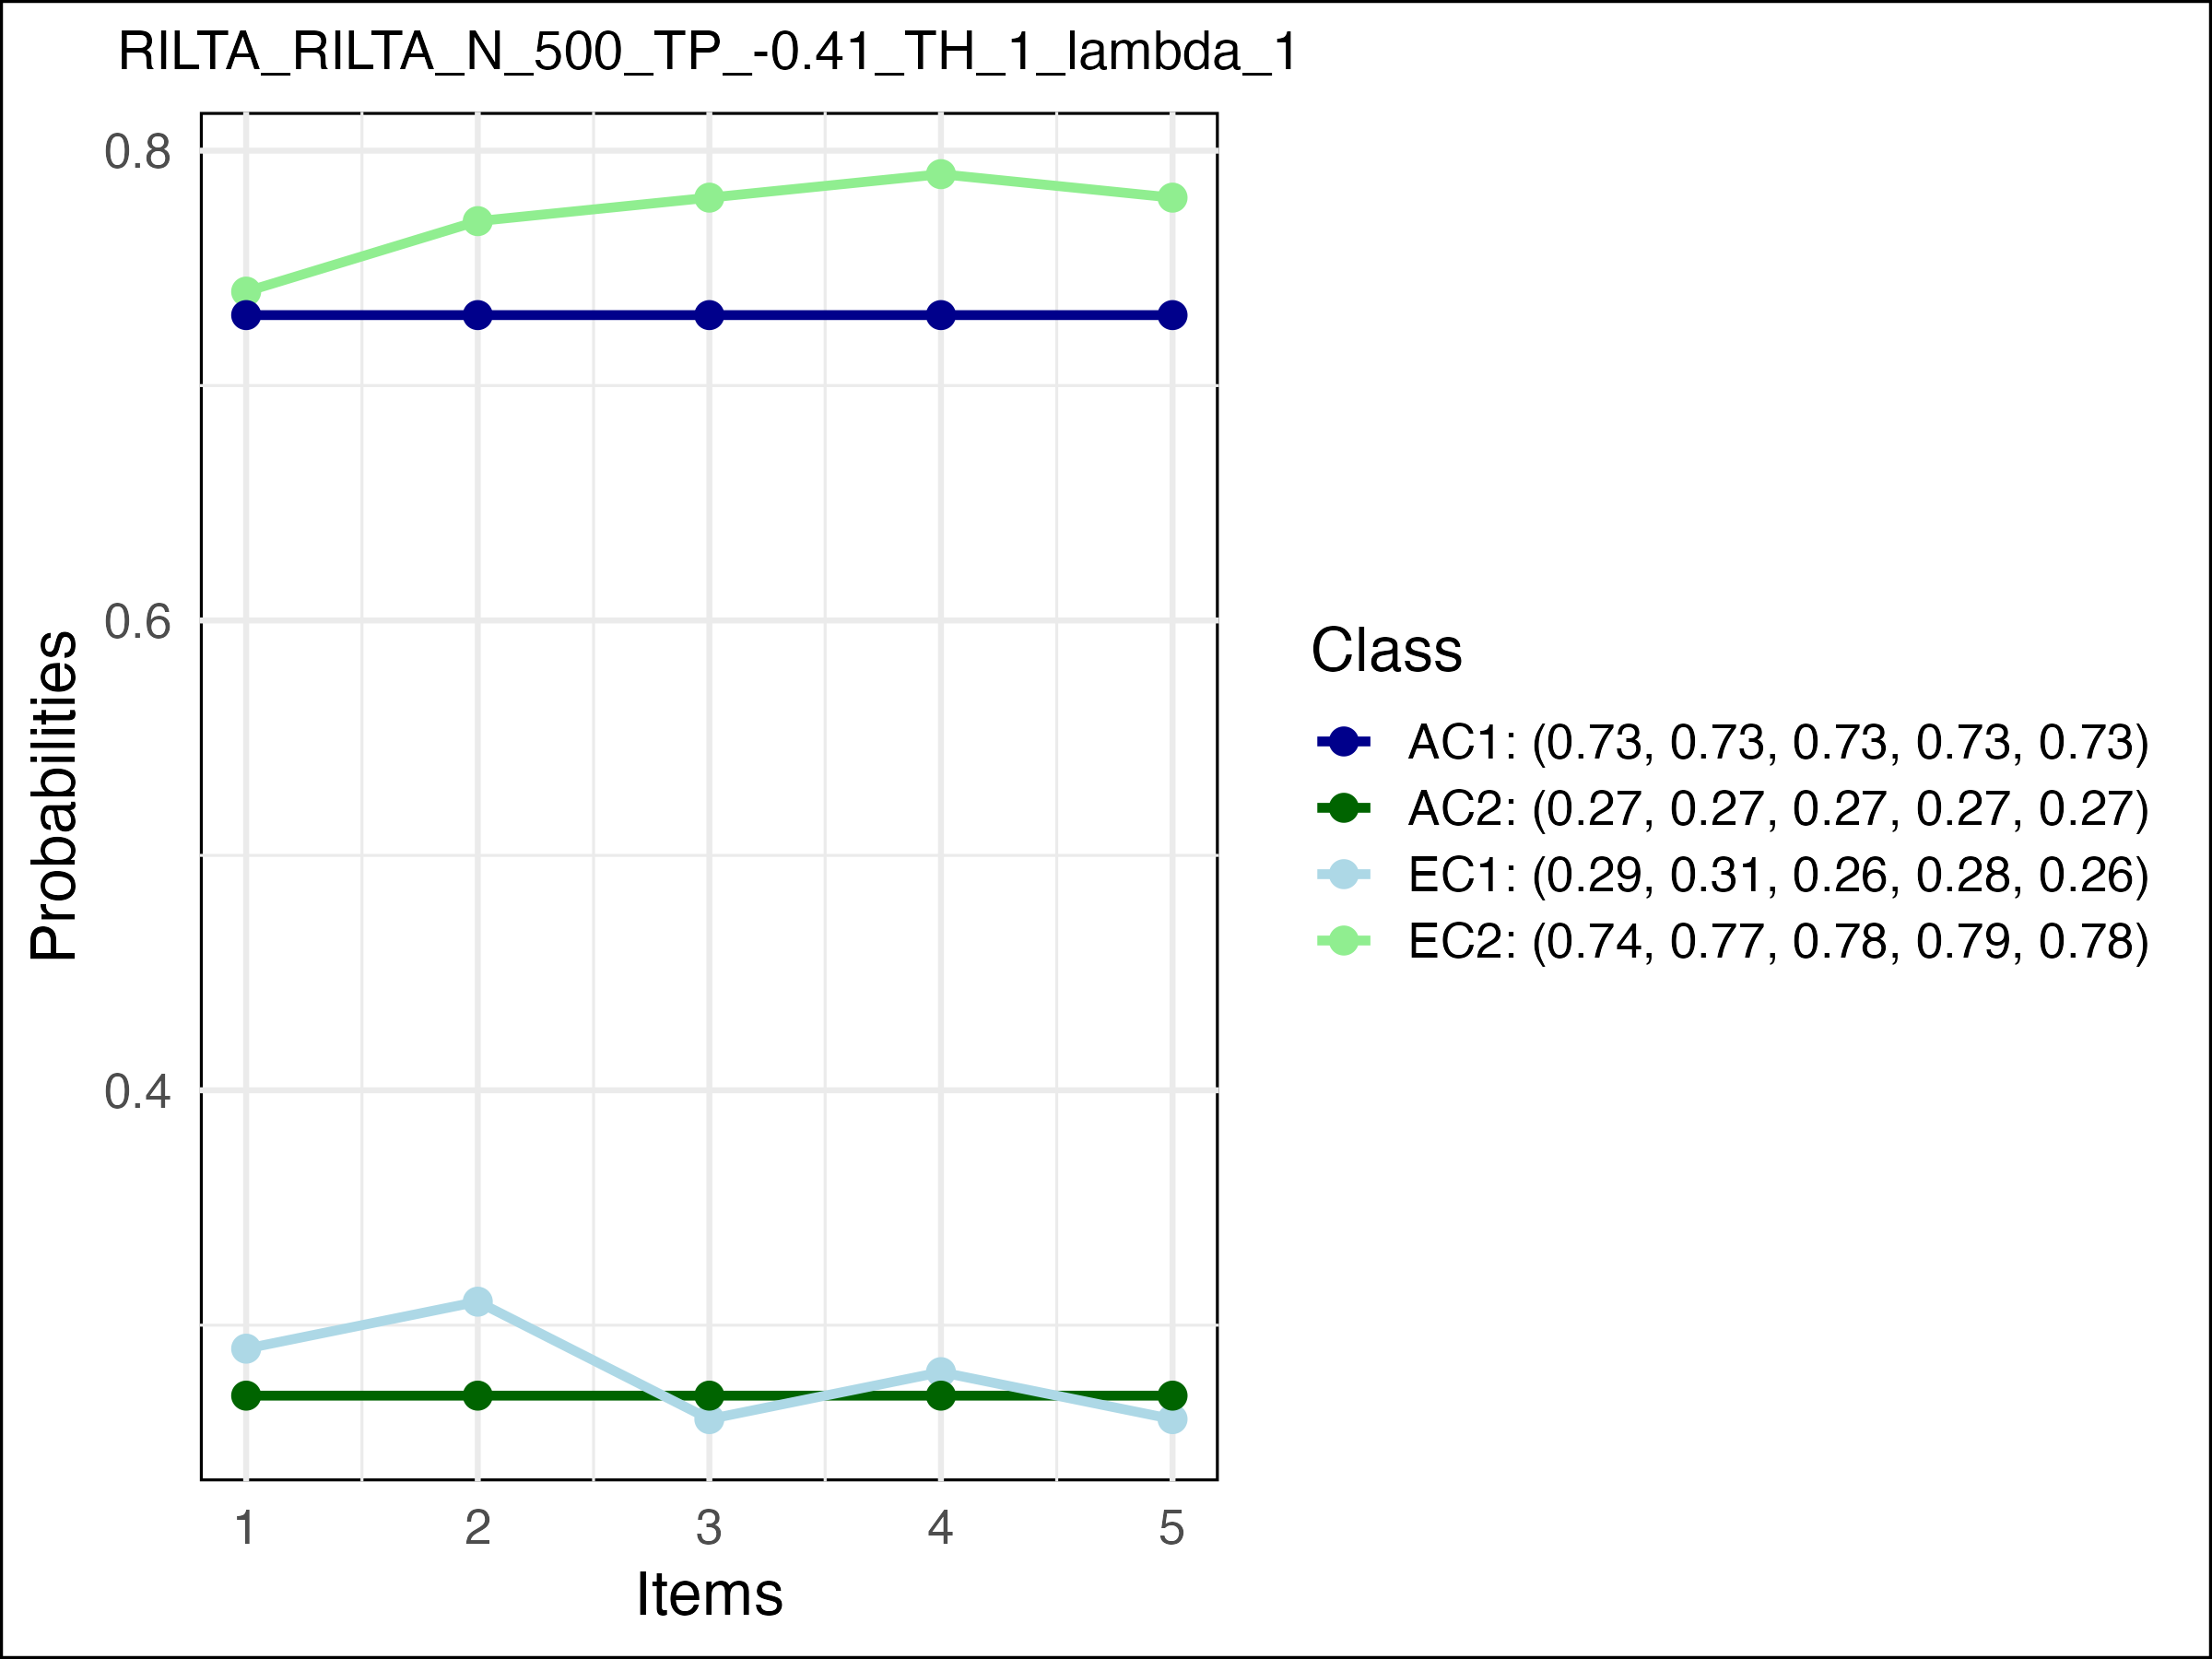 RILTA_RILTA_N_500_TP_-0.41_TH_1_lambda_1
0.8
0.6
0.4
Probabilities
1 2 3 4 5
Items
Class
AC1: (0.73, 0.73, 0.73, 0.73, 0.73)
AC2: (0.27, 0.27, 0.27, 0.27, 0.27)
EC1: (0.29, 0.31, 0.26, 0.28, 0.26)
EC2: (0.74, 0.77, 0.78, 0.79, 0.78)